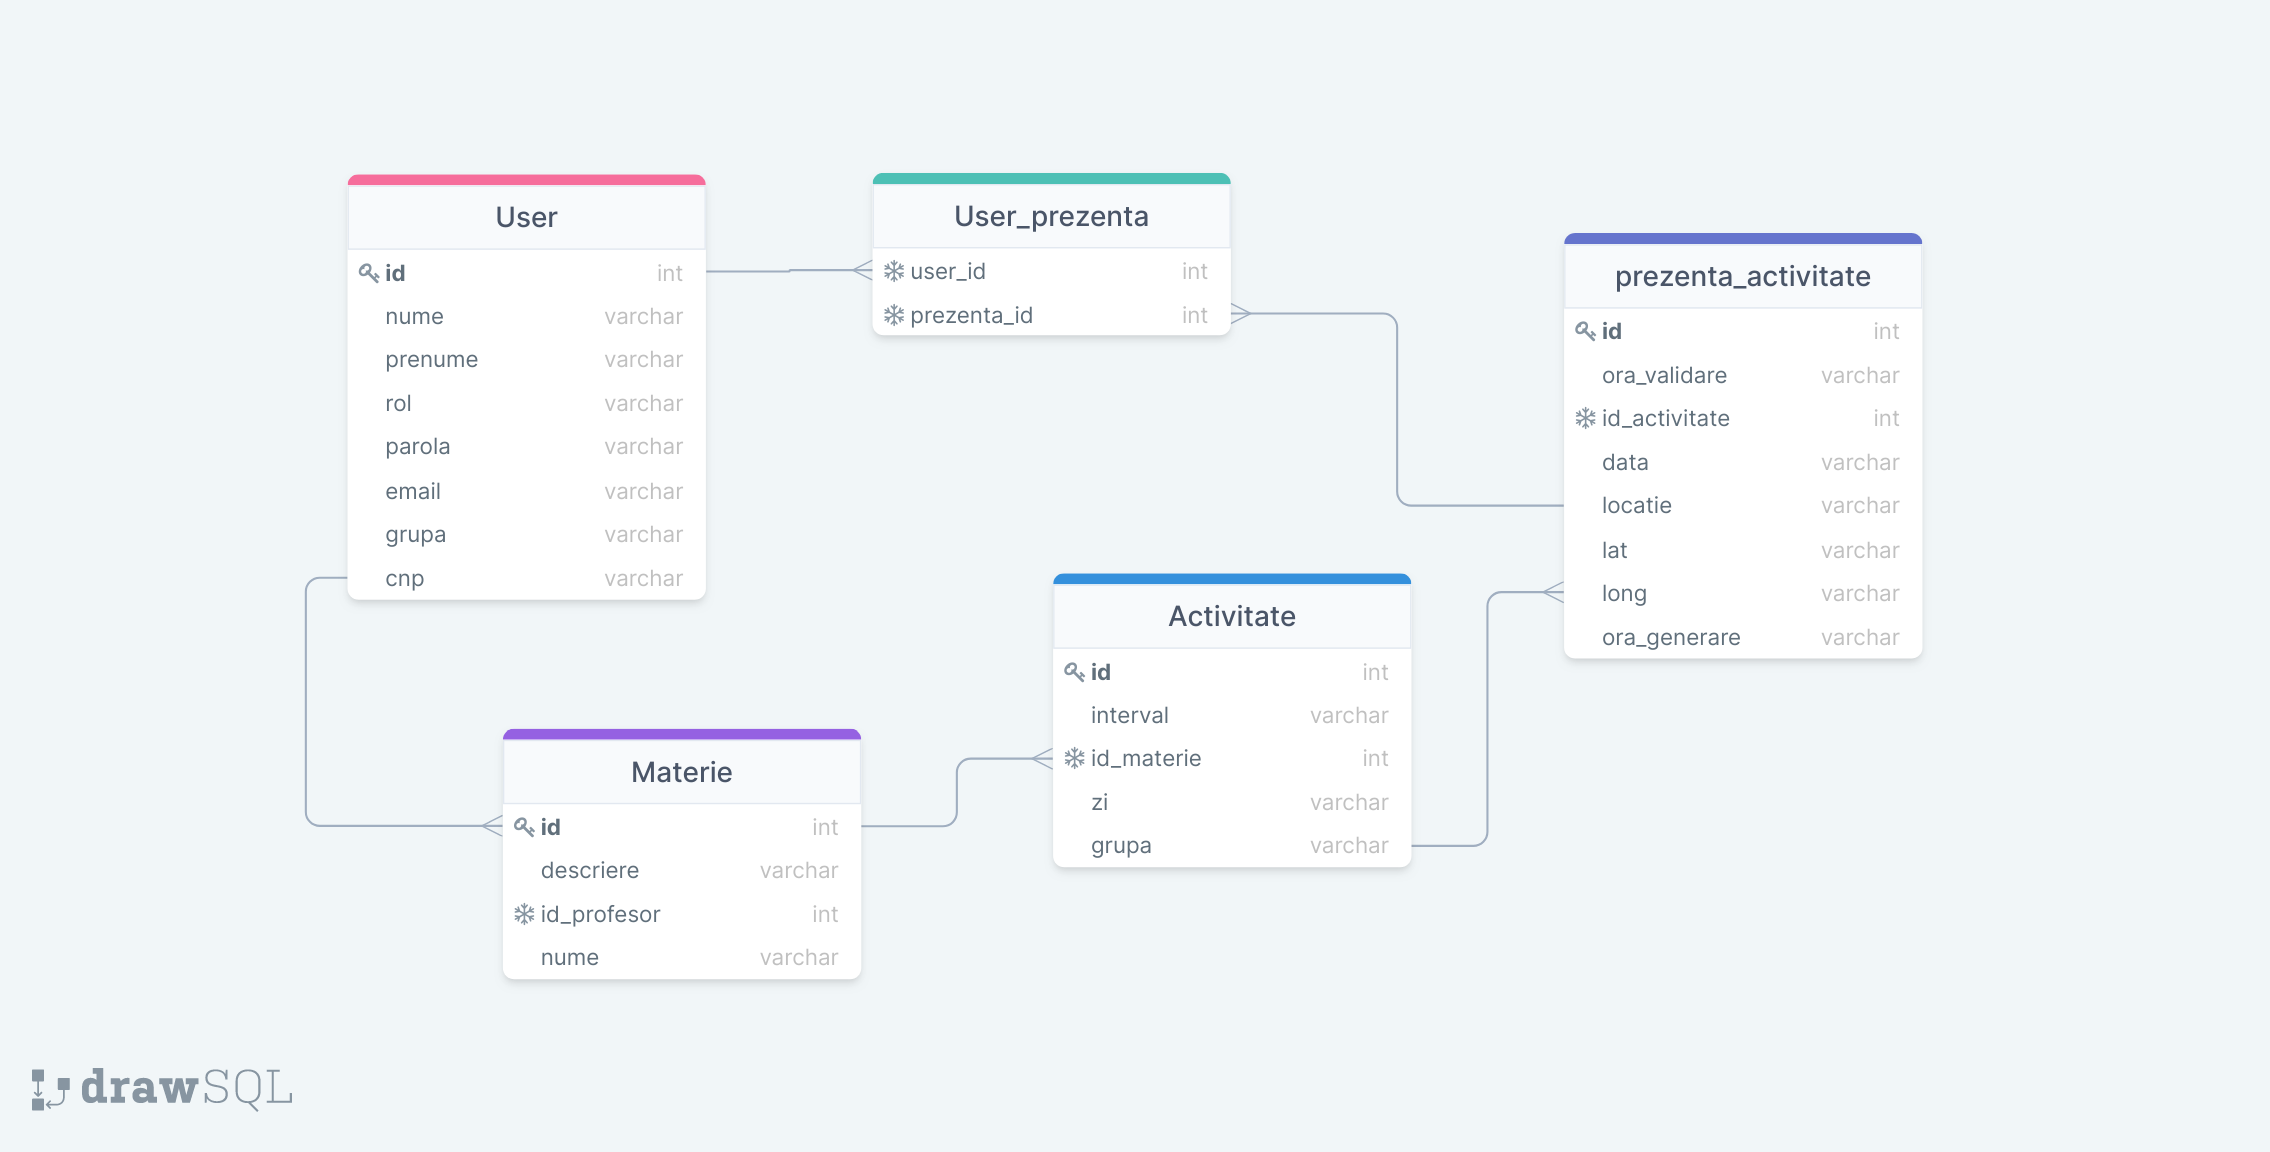 User
id int
nume varchar
prenume varchar
rol varchar
parola varchar
email varchar
grupa varchar
cnp varchar
User_prezenta
user_id int
prezenta_id int
prezenta_activitate
id int
ora_validare varchar
id_activitate int
data varchar
locatie varchar
lat varchar
long varchar
ora_generare varchar
Activitate
id int
interval varchar
id_materie int
zi varchar
grupa varchar
Materie
id int
descriere varchar
id_profesor int
nume varchar
drawSQL